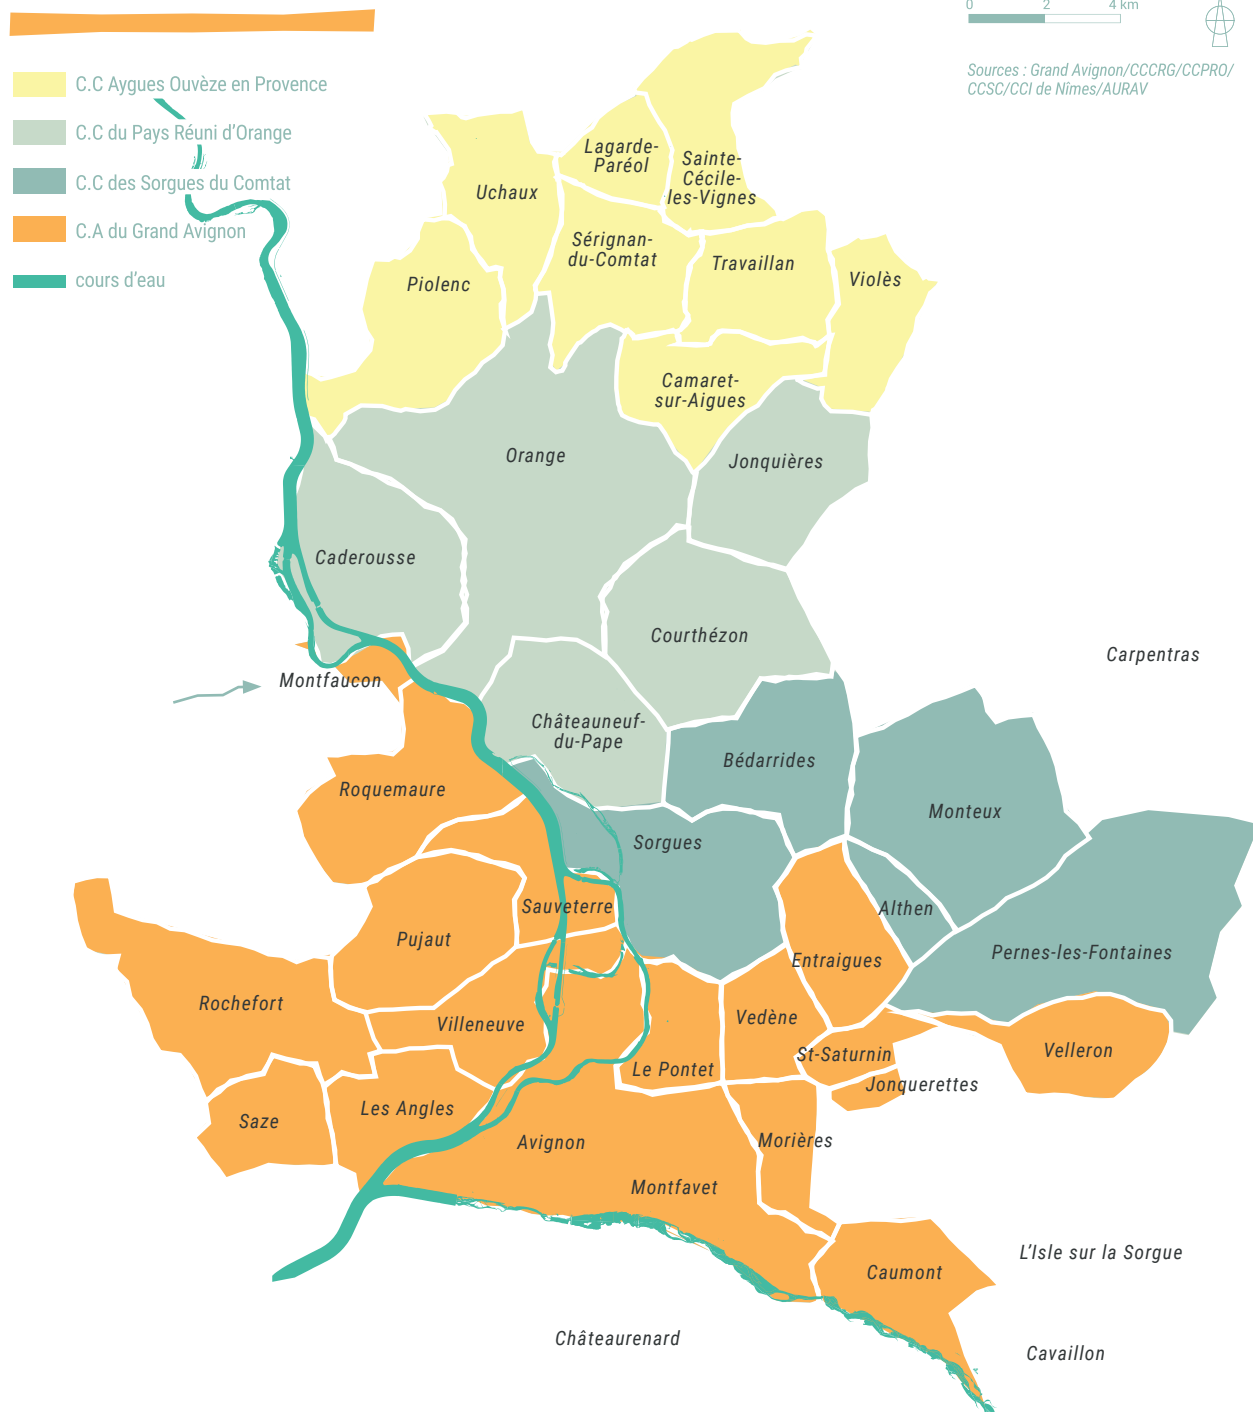 0 2 4 km
Sources : Grand Avignon/CCCRG/CCPRO/
CCSC/CCI de Nîmes/AURAV
C.C Aygues Ouvèze en Provence
C.C du Pays Réuni d'Orange
C.C des Sorgues du Comtat
C.A du Grand Avignon
cours d'eau
Lagarde-
Paréol
Sainte-
Cécile-
les-Vignes
Uchaux
Sérignan-
du-Comtat
Travaillan
Violès
Piolenc
Camaret-
sur-Aigues
Orange
Jonquières
Caderousse
Courthézon
Carpentras
Montfaucon
Châteauneuf-
du-Pape
Bédarrides
Roquemaure
Monteux
Sorgues
Sauveterre
Althen
Pujaut
Entraigues
Pernes-les-Fontaines
Rochefort
Villeneuve
Vedène
St-Saturnin
Velleron
Le Pontet
Jonquerettes
Les Angles
Saze
Avignon
Morières
Montfavet
L'Isle sur la Sorgue
Caumont
Châteaurenard
Cavaillon